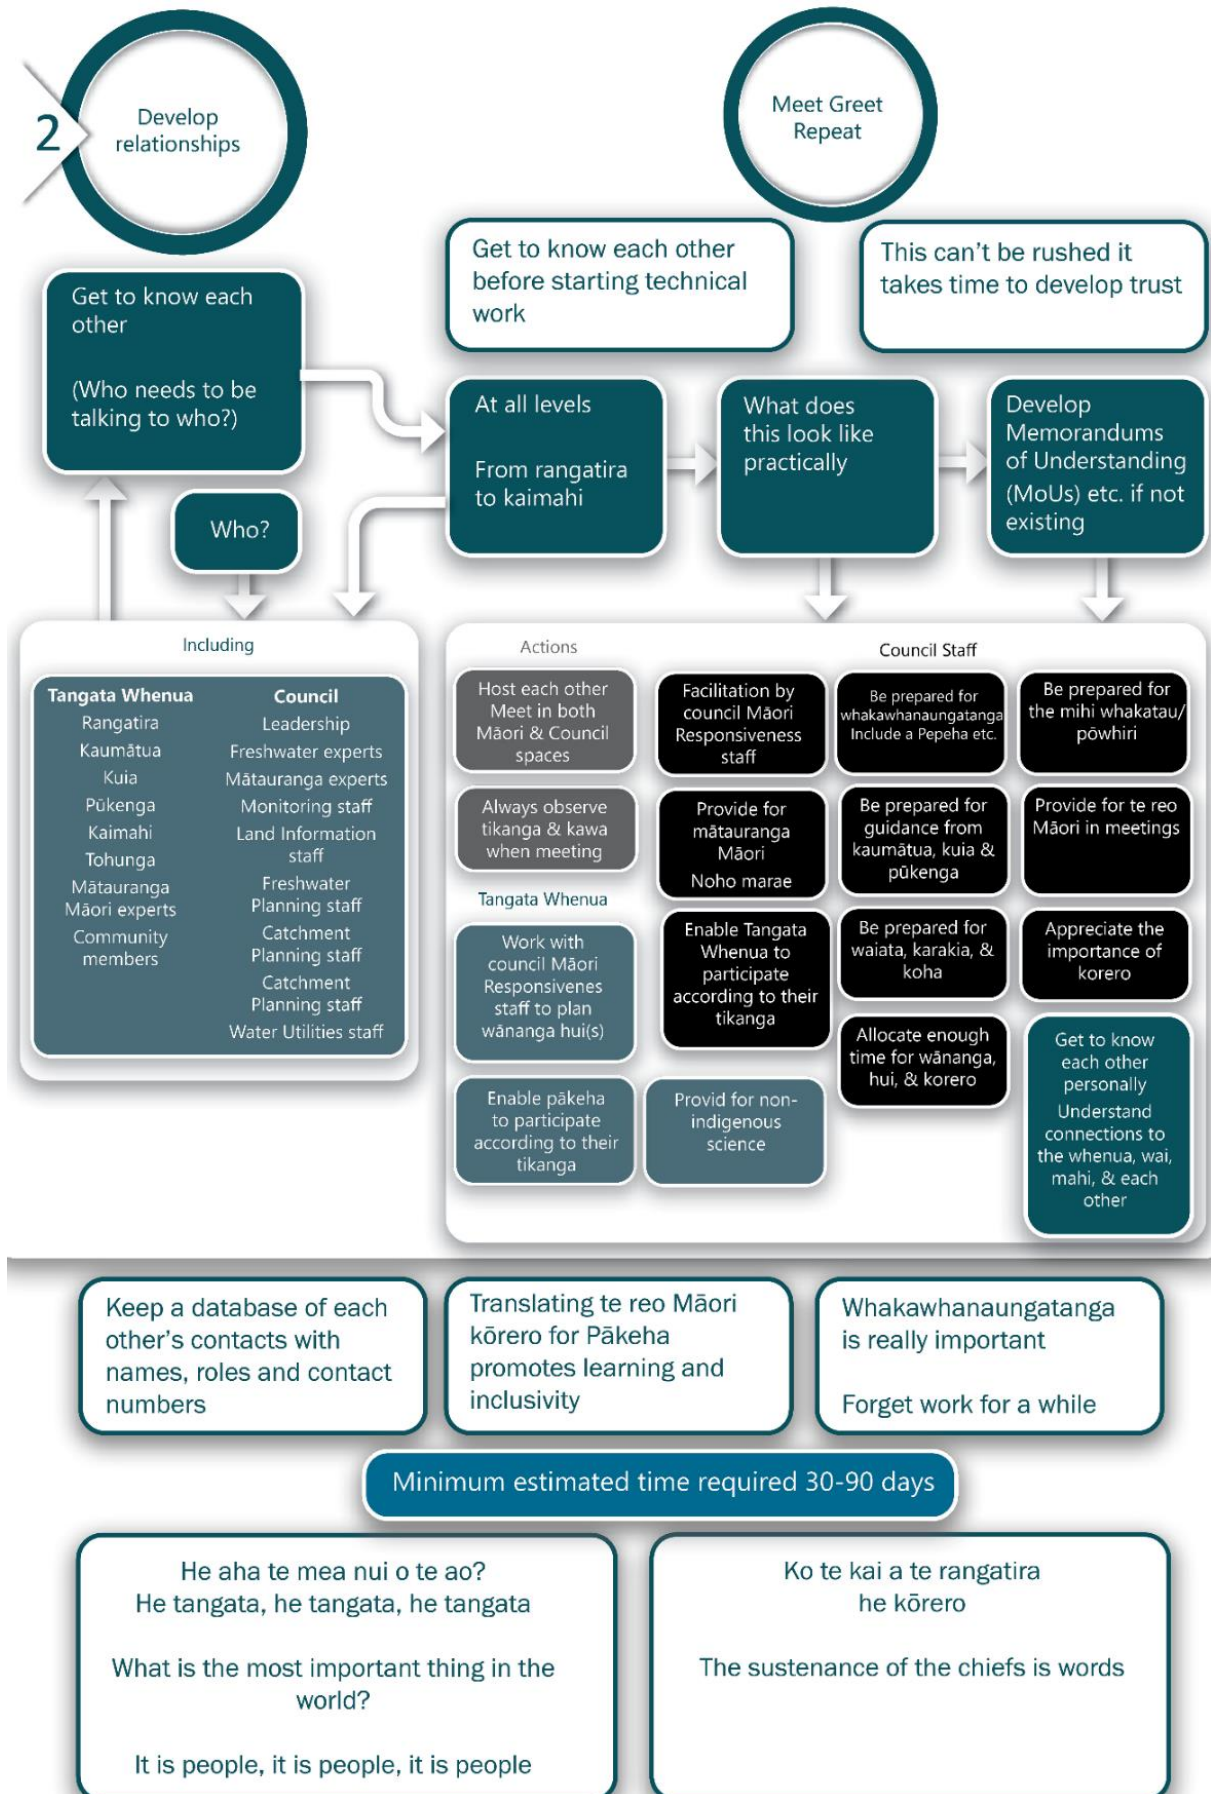 2
Develop
relationships
Meet Greet
Repeat
Get to know each other
before starting technical
work
This can't be rushed it
takes time to develop trust
Get to know each
other
(Who needs to be
talking to who?)
At all levels
From rangatira
to kaimahi
What does
this look like
practically
Develop
Memorandums
of Understanding
(MoUs) etc. if not
existing
Who?
Including
Tangata Whenua
Rangatira
Kaumātua
Kuia
Pūkenga
Kaimahi
Tohunga
Mātauranga
Māori experts
Community
members
Council
Leadership
Freshwater experts
Mātauranga experts
Monitoring staff
Land Information
staff
Freshwater
Planning staff
Catchment
Planning staff
Catchment
Planning staff
Water Utilities staff
Actions
Host each other
Meet in both
Māori & Council
spaces
Always observe
tikanga & kawa
when meeting
Tangata Whenua
Work with
council Māori
Responsivenes
staff to plan
wānanga hui(s)
Enable pākeha
to participate
according to their
tikanga
Provid for non-
indigenous
science
Council Staff
Facilitation by
council Māori
Responsiveness
staff
Be prepared for
whakawhanaungatanga
Include a Pepeha etc.
Be prepared for
the mihi whakatau/
pōwhiri
Provide for
mātauranga
Māori
Noho marae
Be prepared for
guidance from
kaumātua, kuia &
pūkenga
Provide for te reo
Māori in meetings
Enable Tangata
Whenua to
participate
according to their
tikanga
Be prepared for
waiata, karakia, &
koha
Appreciate the
importance of
korero
Allocate enough
time for wānanga,
hui, & korero
Get to know
each other
personally
Understand
connections to
the whenua, wai,
mahi, & each
other
Keep a database of each
other's contacts with
names, roles and contact
numbers
Translating te reo Māori
kōrero for Pākeha
promotes learning and
inclusivity
Whakawhanaungatanga
is really important
Forget work for a while
Minimum estimated time required 30-90 days
He aha te mea nui o te ao?
He tangata, he tangata, he tangata
What is the most important thing in the
world?
It is people, it is people, it is people
Ko te kai a te rangatira
he kōrero
The sustenance of the chiefs is words